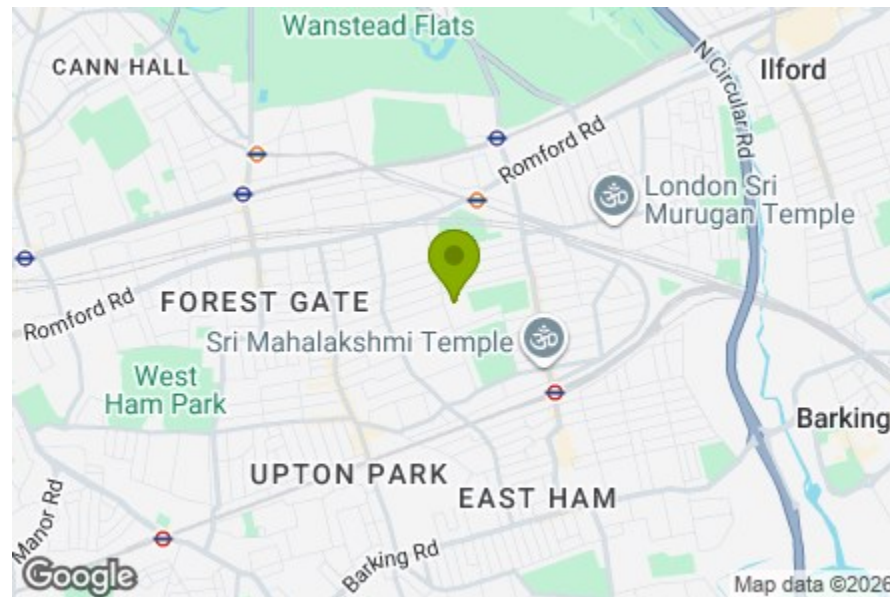 Wanstead Flats
CANN HALL
Ilford
N Circular Rd
Romford Rd
London Sri
Murugan Temple
FOREST GATE
Romford Rd
Sri Mahalakshmi Temple
West
Ham Park
Barking
UPTON PARK
EAST HAM
Manor Rd
Barking Rd
Google
Map data ©2026